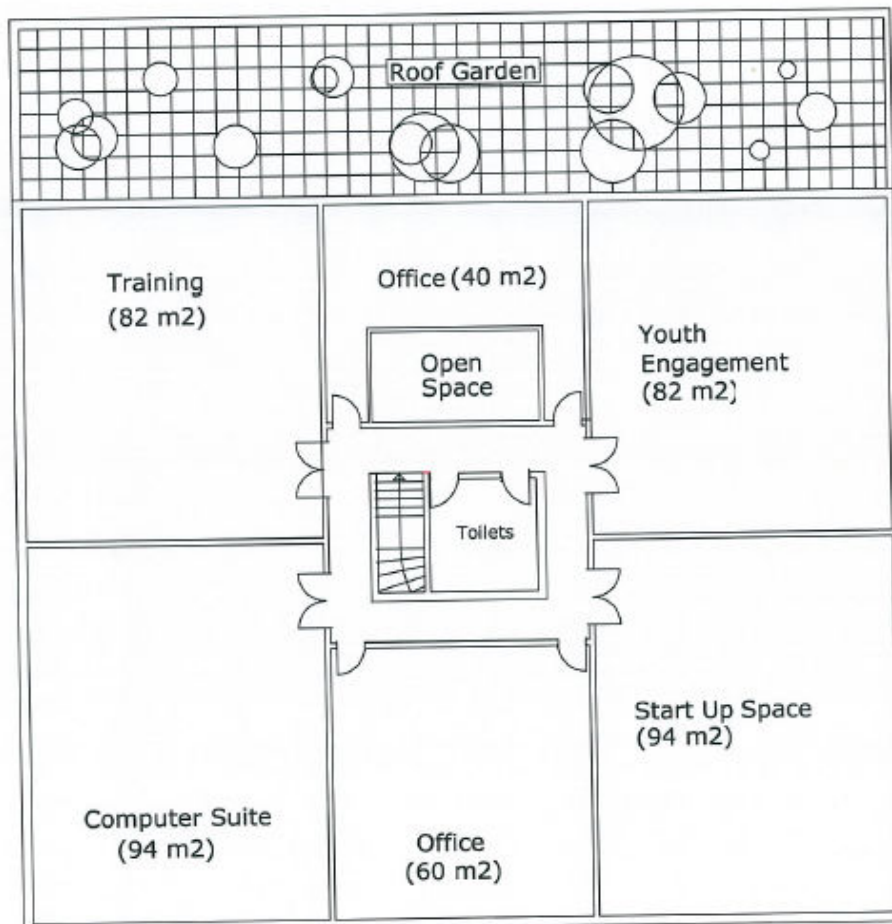 Roof Garden
Training
(82 m2)
Office (40 m2)
Open
Space
Youth
Engagement
(82 m2)
Toilets
Start Up Space
(94 m2)
Computer Suite
(94 m2)
Office
(60 m2)